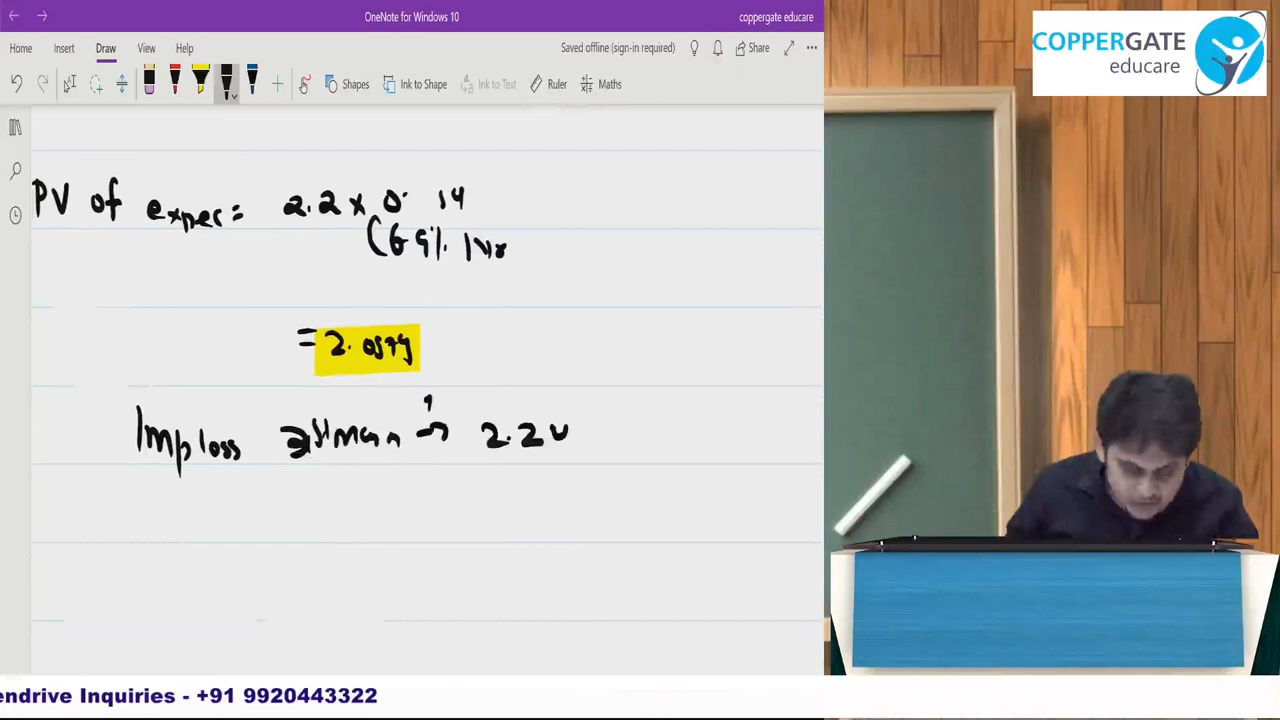 OneNote for Windows 10
coppergate educare
Home Insert Draw View Help
Saved offline (sign-in required) Share
Shapes Ink to Shape Ink to Text Ruler Maths
COPPERGATE
educare
PV of expec = 2.2 x 0. 14
(@ 9%. 1yr
= 2.0574
Imp loss 2.2
endrive Inquiries - +91 9920443322